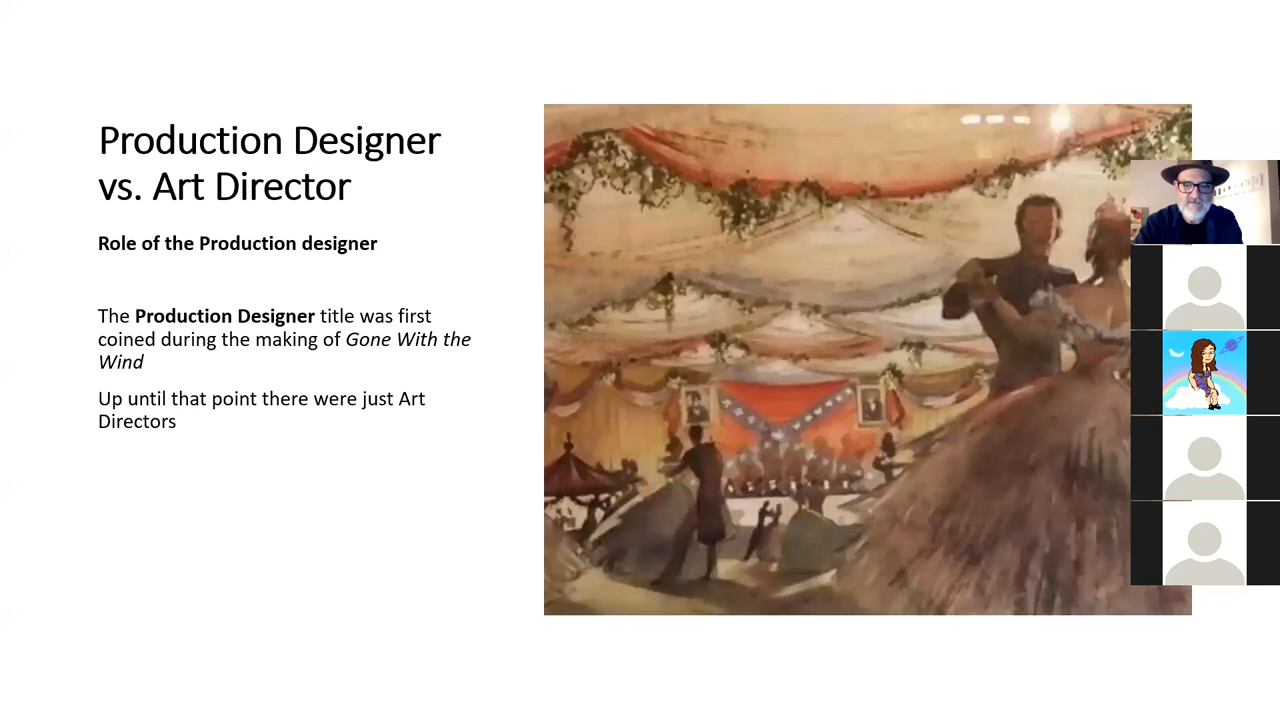 Production Designer
vs. Art Director
Role of the Production designer
The Production Designer title was first
coined during the making of Gone With the
Wind
Up until that point there were just Art
Directors